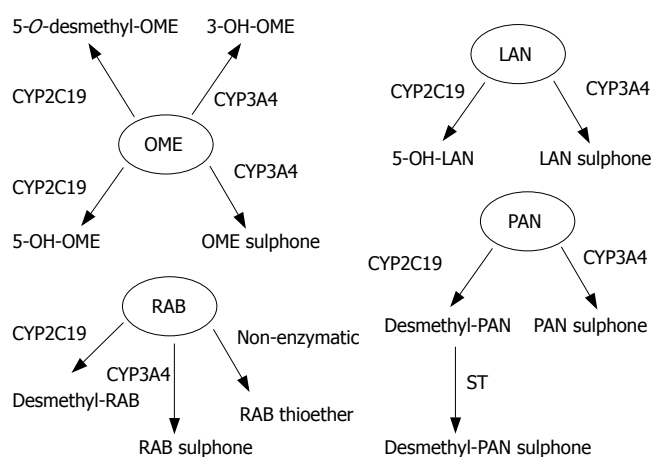 5-O-desmethyl-OME
3-OH-OME
CYP2C19
CYP3A4
OME
CYP2C19
CYP3A4
5-OH-OME
OME sulphone
LAN
CYP2C19
CYP3A4
5-OH-LAN
LAN sulphone
RAB
CYP2C19
Non-enzymatic
CYP3A4
Desmethyl-RAB
RAB thioether
RAB sulphone
PAN
CYP2C19
CYP3A4
Desmethyl-PAN
PAN sulphone
ST
Desmethyl-PAN sulphone